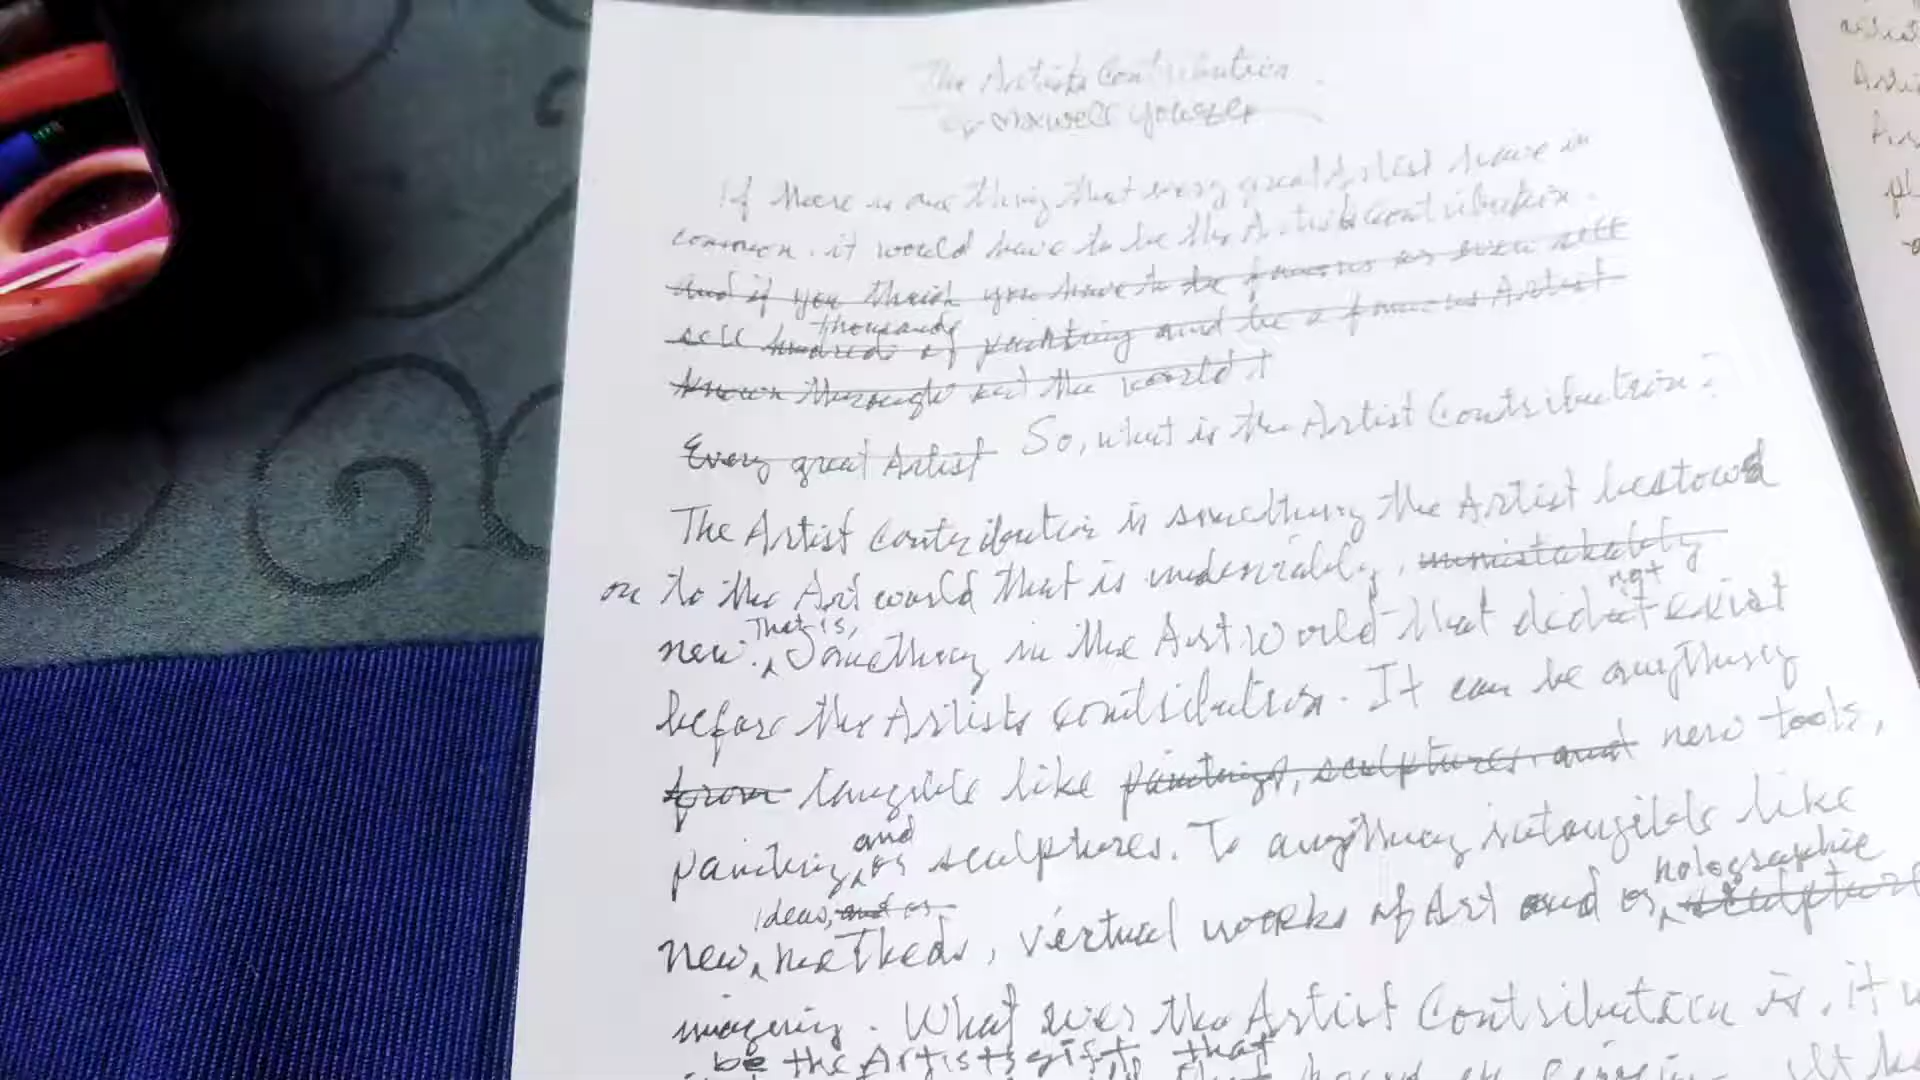 The Artists Contribution
If there is one thing that every great Artist have in
common. it would have to be the Artists contribution.
and if you think you have to be famous or even sell
sell hundred thousands of painting and be a famous Artist
known through out the world
Every great Artist So, what is the Artist Contribution?
The Artist contribution is something the Artist bestowed
on to the Art world that is undeniably, unmistakably
new. That is, Something in the Art World that did not exist
before the Artists contribution. It can be anything
from tangible like paintings, sculptures, and new tools,
painting and or sculptures. To anything intangible like
new ideas, and or methods, virtual works of Art and or holographic sculpture
imagery. What ever the Artist Contribution is, it
be the Artists gift that